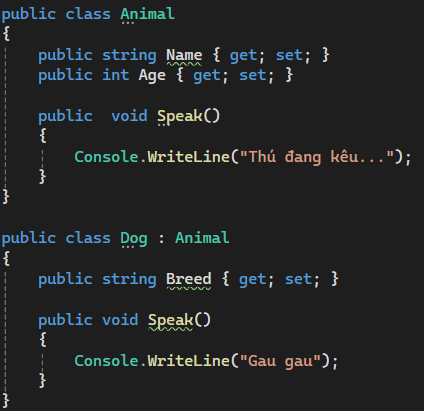 public class Animal
{
    public string Name { get; set; }
    public int Age { get; set; }

    public  void Speak()
    {
        Console.WriteLine("Thú đang kêu...");
    }
}

public class Dog : Animal
{
    public string Breed { get; set; }

    public void Speak()
    {
        Console.WriteLine("Gau gau");
    }
}